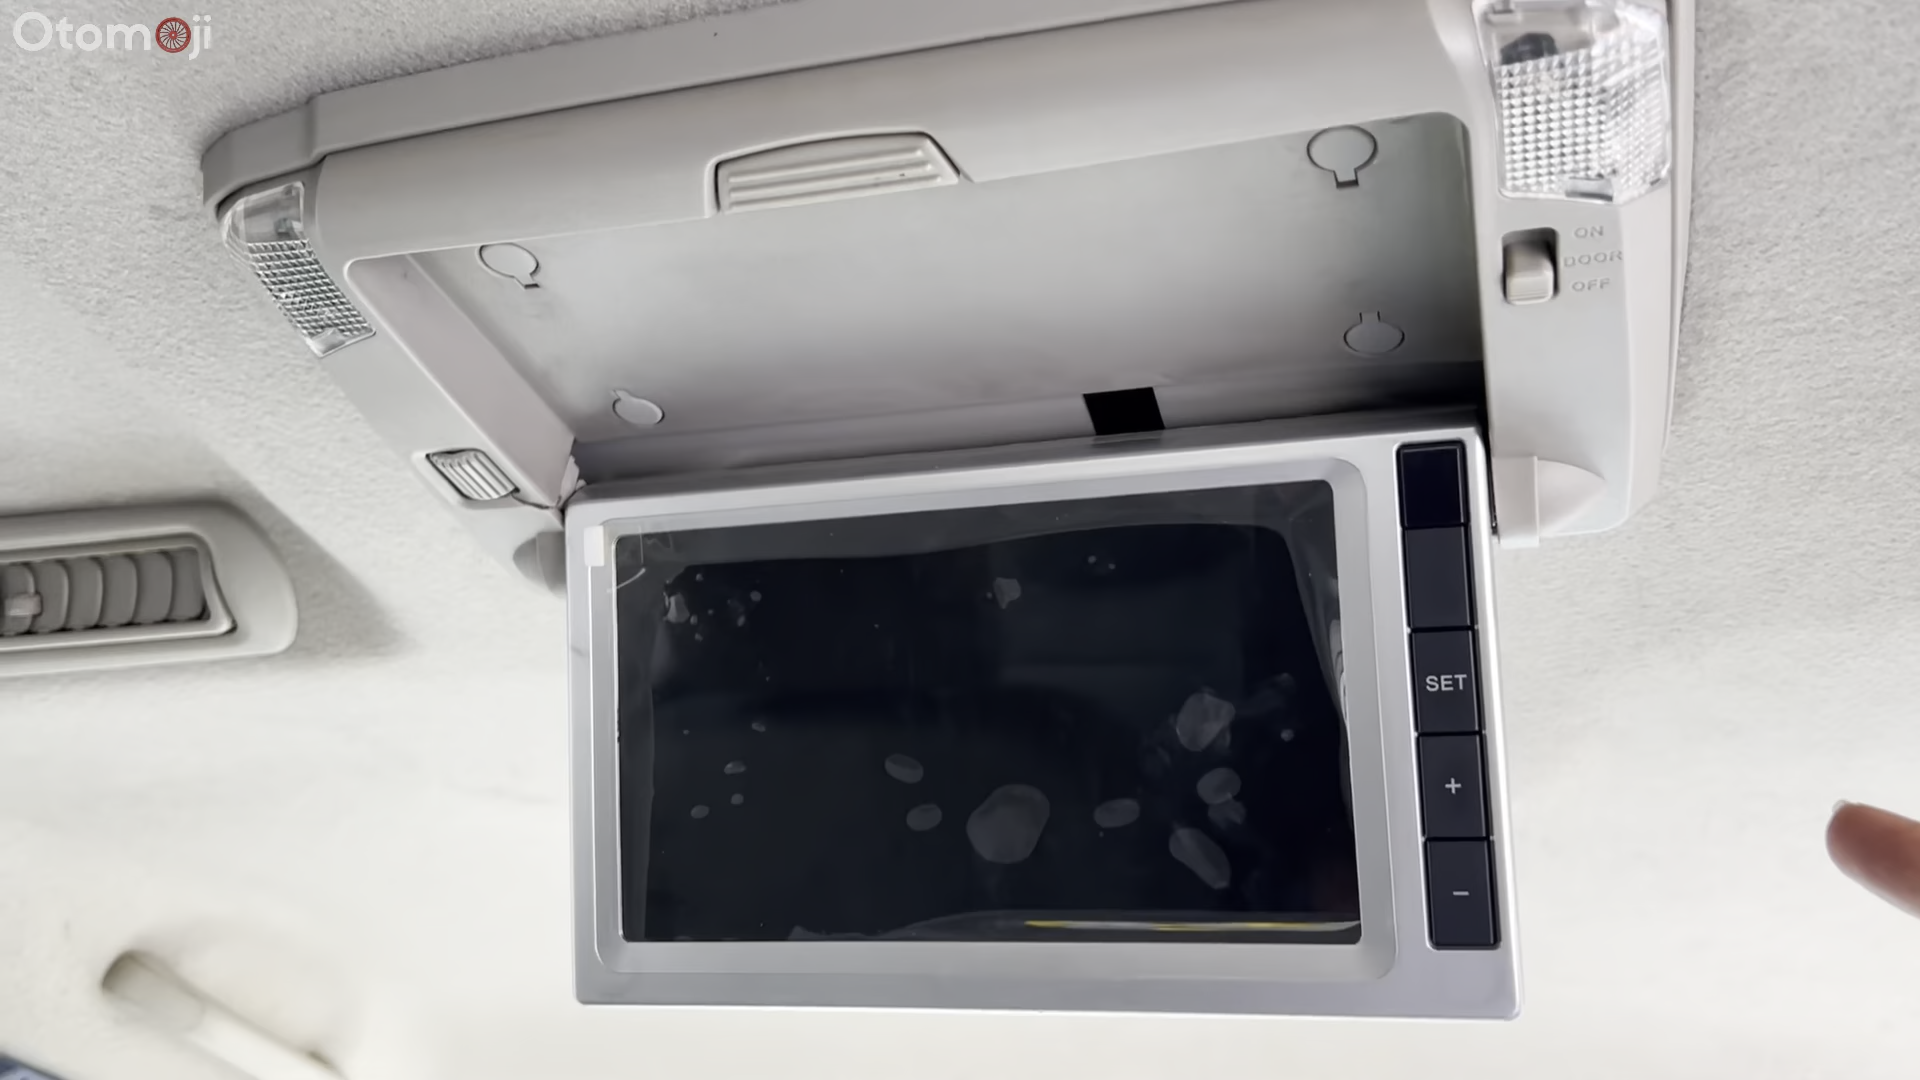 Otomoji
ON
DOOR
OFF
SET
+
-